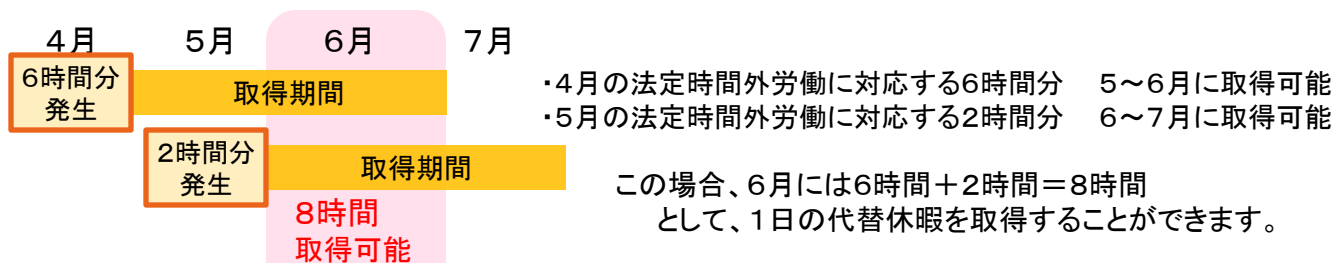 ４月 ５月 ６月 ７月
6時間分
発生
取得期間
2時間分
発生
取得期間
8時間
取得可能
・４月の法定時間外労働に対応する6時間分　５～６月に取得可能
・５月の法定時間外労働に対応する２時間分　６～７月に取得可能
この場合、６月には６時間＋２時間＝８時間
として、１日の代替休暇を取得することができます。